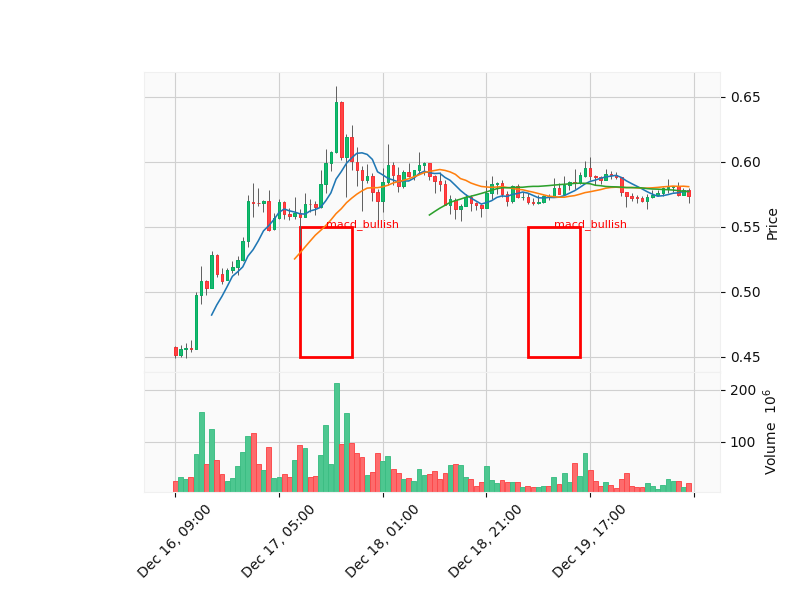 0.65
0.60
0.55
0.50
0.45
Price
macd_bullish
macd_bullish
200
100
Volume 10^6
Dec 16, 09:00
Dec 17, 05:00
Dec 18, 01:00
Dec 18, 21:00
Dec 19, 17:00